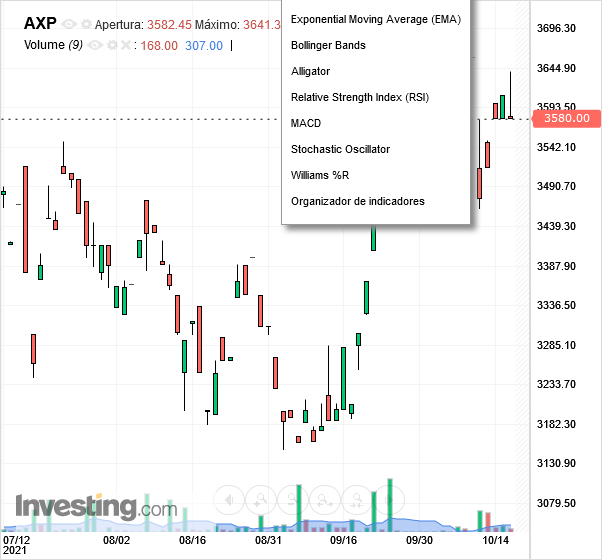 AXP Apertura: 3582.45 Máximo: 3641.3
Volume (9) : 168.00 307.00
Exponential Moving Average (EMA)
Bollinger Bands
Alligator
Relative Strength Index (RSI)
MACD
Stochastic Oscillator
Williams %R
Organizador de indicadores
3696.30
3644.90
3593.50
3580.00
3542.10
3490.70
3439.30
3387.90
3336.50
3285.10
3233.70
3182.30
3130.90
3079.50
Investing.com
07/12 08/02 08/16 08/31 09/16 09/30 10/14
2021